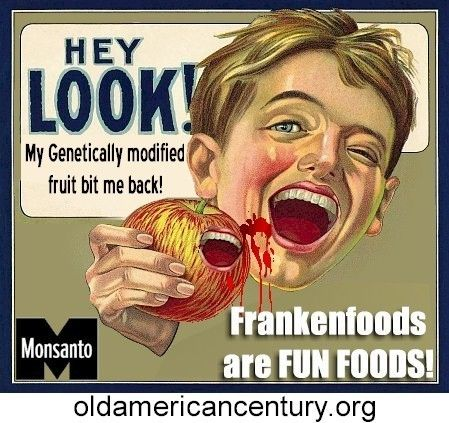 HEY
LOOK!
My Genetically modified
fruit bit me back!
Frankenfoods
are FUN FOODS!
M
Monsanto
oldamericancentury.org